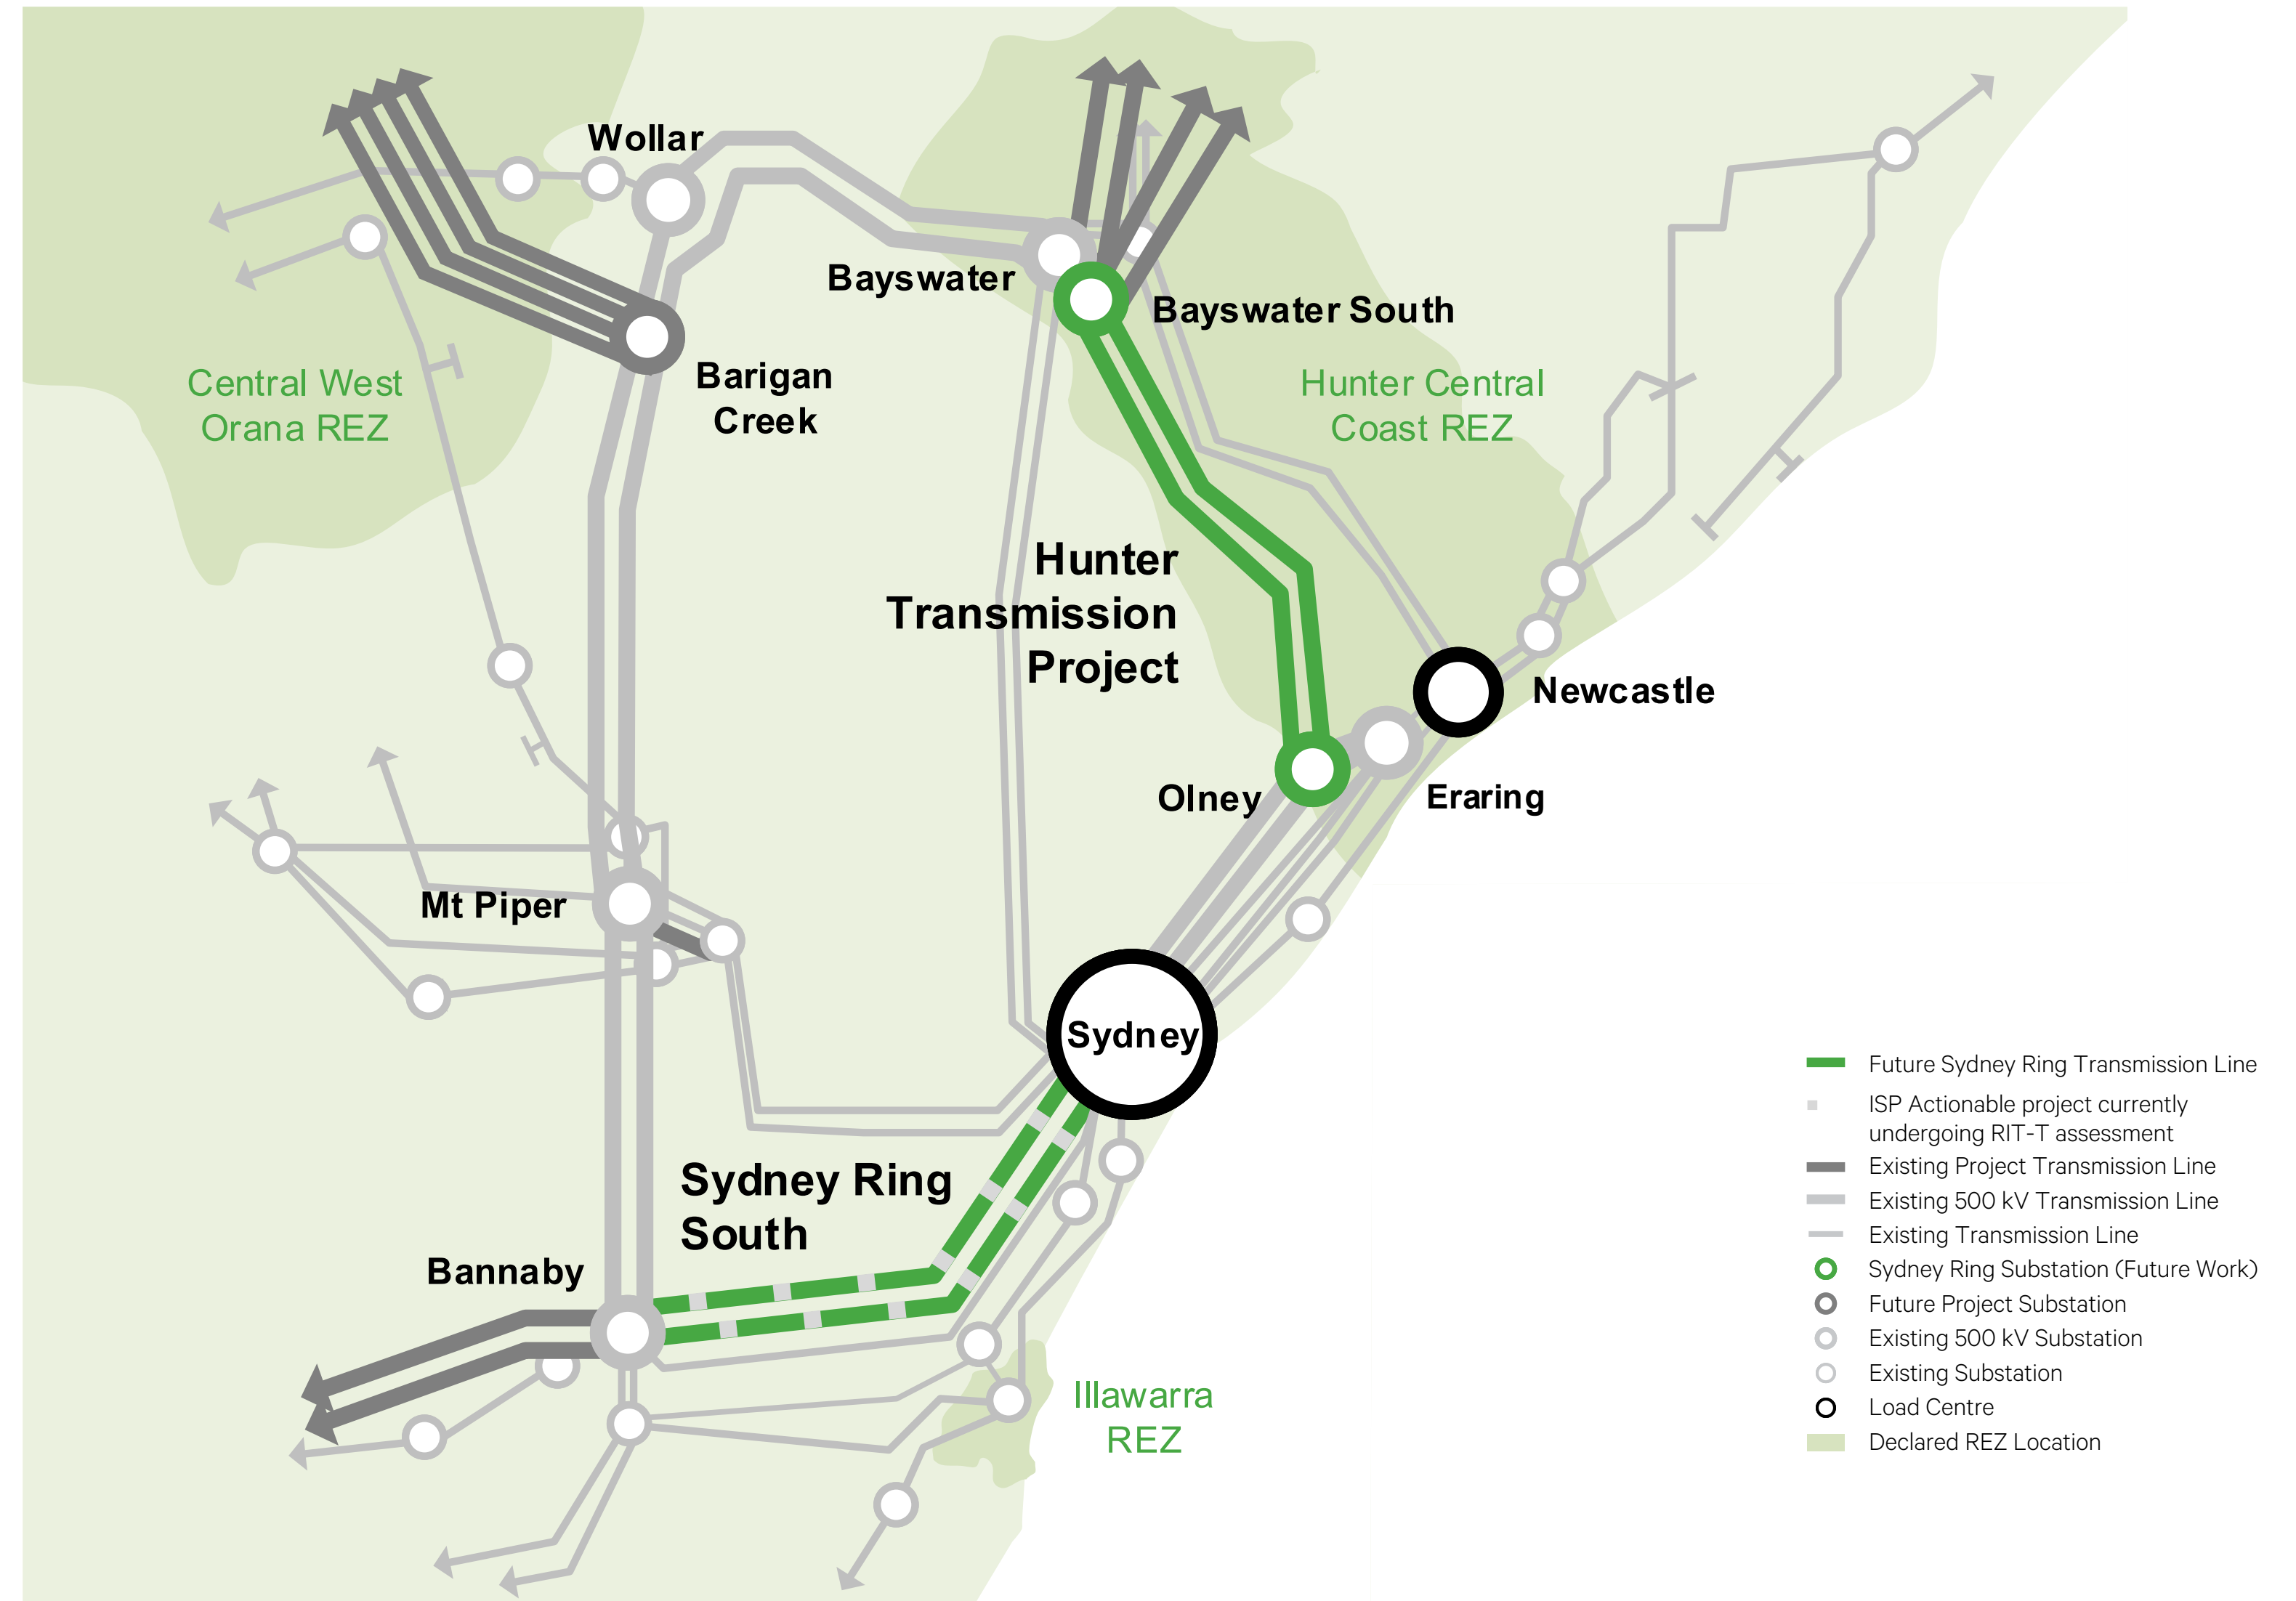 Wollar
Bayswater
Bayswater South
Barigan
Creek
Central West
Orana REZ
Hunter Central
Coast REZ
Hunter
Transmission
Project
Newcastle
Olney
Eraring
Mt Piper
Sydney
Sydney Ring
South
Bannaby
Illawarra
REZ
Future Sydney Ring Transmission Line
ISP Actionable project currently
undergoing RIT-T assessment
Existing Project Transmission Line
Existing 500 kV Transmission Line
Existing Transmission Line
Sydney Ring Substation (Future Work)
Future Project Substation
Existing 500 kV Substation
Existing Substation
Load Centre
Declared REZ Location